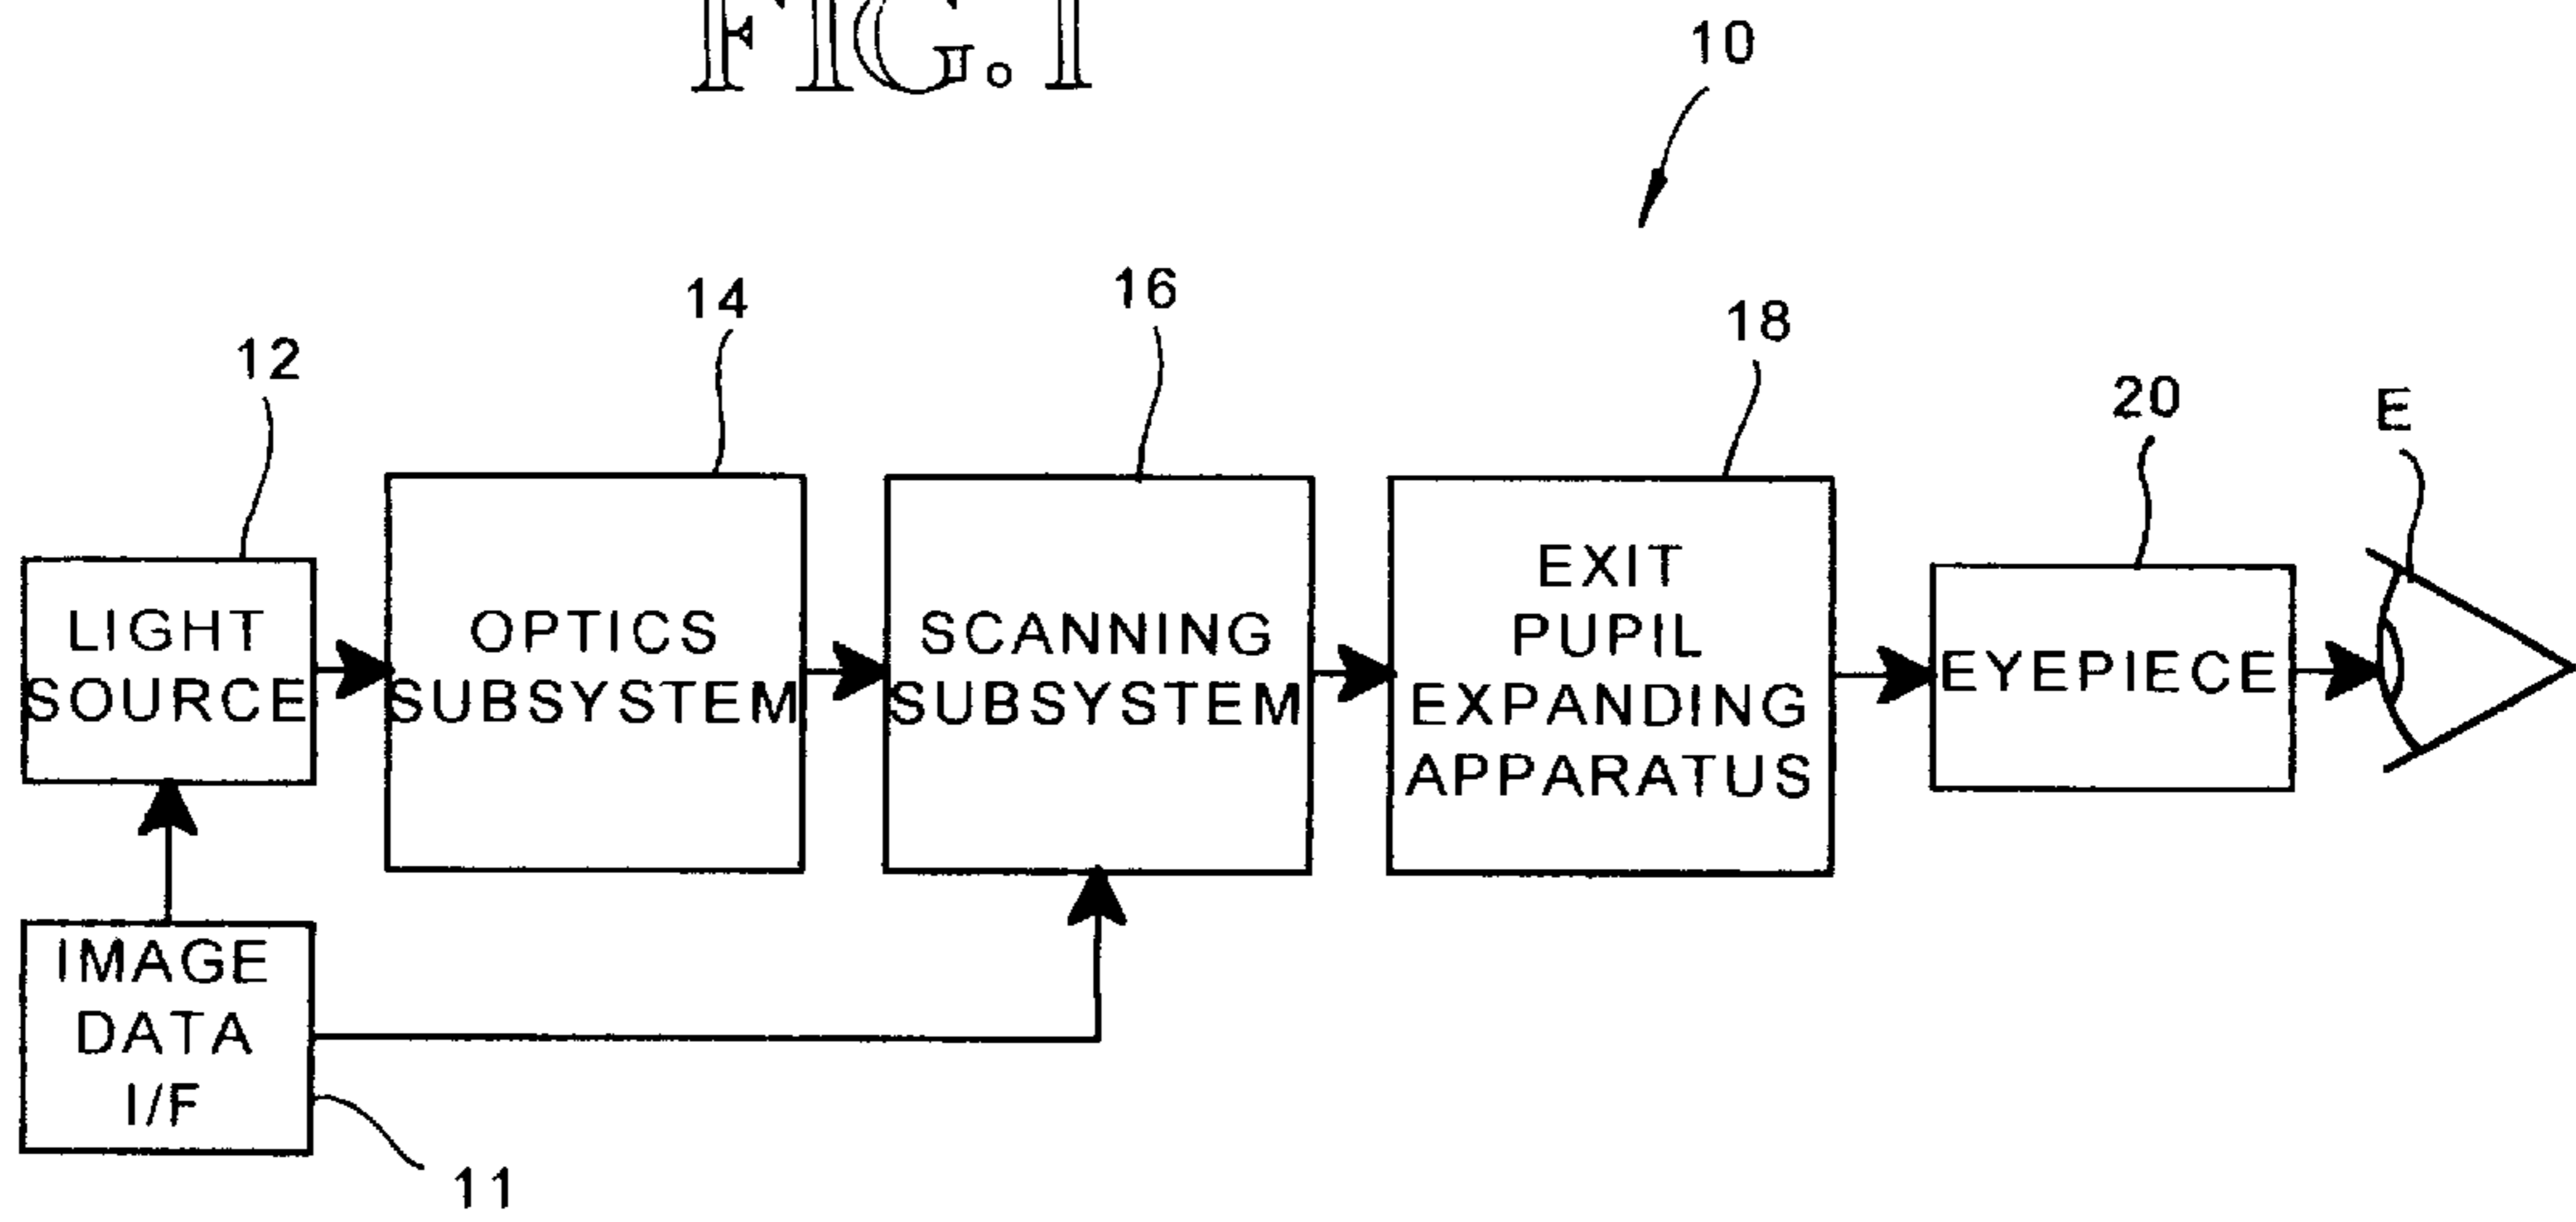 FIG. 1
10
16
14
18
12
20
E
LIGHT
SOURCE
OPTICS
SUBSYSTEM
SCANNING
SUBSYSTEM
EXIT
PUPIL
EXPANDING
APPARATUS
EYEPIECE
IMAGE
DATA
I/F
11